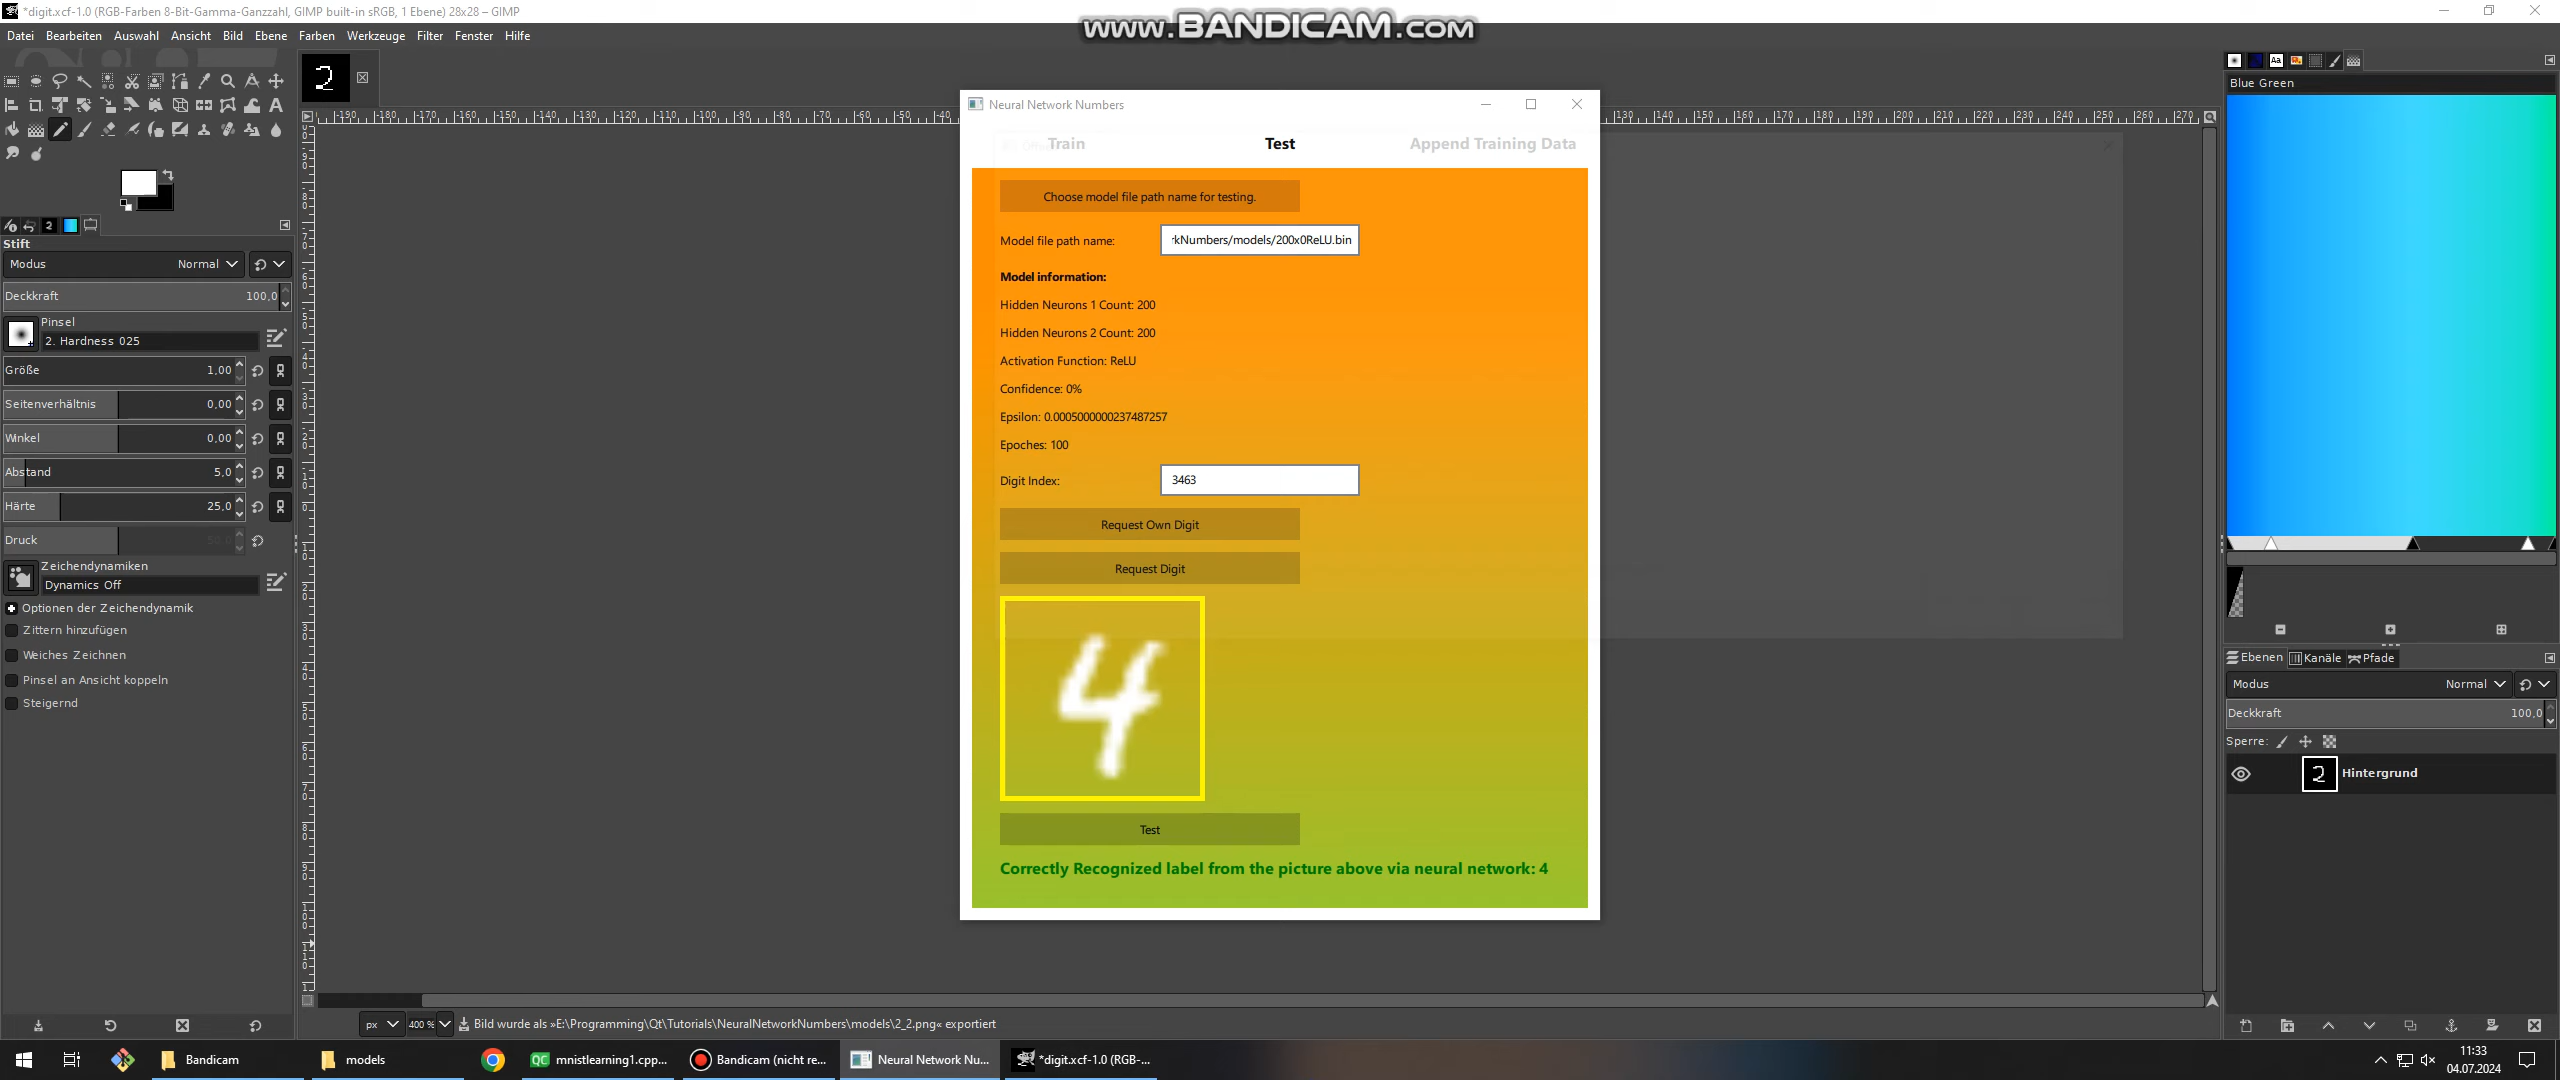 *digit.xcf-1.0 (RGB-Farben 8-Bit-Gamma-Ganzzahl, GIMP built-in sRGB, 1 Ebene) 28x28 – GIMP
www.BANDICAM.com
Datei Bearbeiten Auswahl Ansicht Bild Ebene Farben Werkzeuge Filter Fenster Hilfe
2
Neural Network Numbers
Train Test Append Training Data
Choose model file path name for testing.
Model file path name: rkNumbers/models/200x0ReLU.bin
Model information:
Hidden Neurons 1 Count: 200
Hidden Neurons 2 Count: 200
Activation Function: ReLU
Confidence: 0%
Epsilon: 0.0005000000237487257
Epoches: 100
Digit Index: 3463
Request Own Digit
Request Digit
4
Test
Correctly Recognized label from the picture above via neural network: 4
Stift
Modus Normal
Deckkraft 100,0
Pinsel
2. Hardness 025
Größe 1,00
Seitenverhältnis 0,00
Winkel 0,00
Abstand 5,0
Härte 25,0
Druck 50,0
Zeichendynamiken
Dynamics Off
Optionen der Zeichendynamik
Zittern hinzufügen
Weiches Zeichnen
Pinsel an Ansicht koppeln
Steigernd
Blue Green
Ebenen Kanäle Pfade
Modus Normal
Deckkraft 100,0
Sperre:
2 Hintergrund
px 400 % Bild wurde als »E:\Programming\Qt\Tutorials\NeuralNetworkNumbers\models\2_2.png« exportiert
Bandicam models mnistlearning1.cpp... Bandicam (nicht re... Neural Network Nu... *digit.xcf-1.0 (RGB-...
11:33
04.07.2024